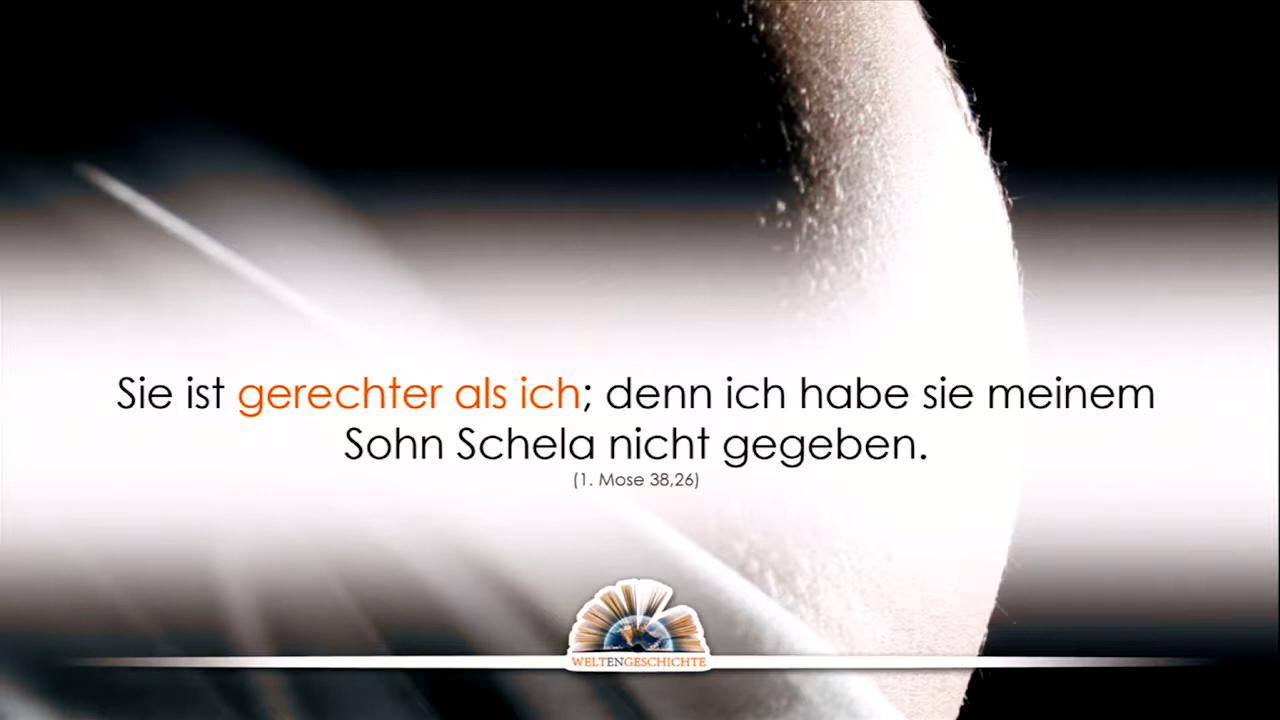 Sie ist gerechter als ich; denn ich habe sie meinem
Sohn Schela nicht gegeben.
(1. Mose 38,26)
WELTENGESCHICHTE